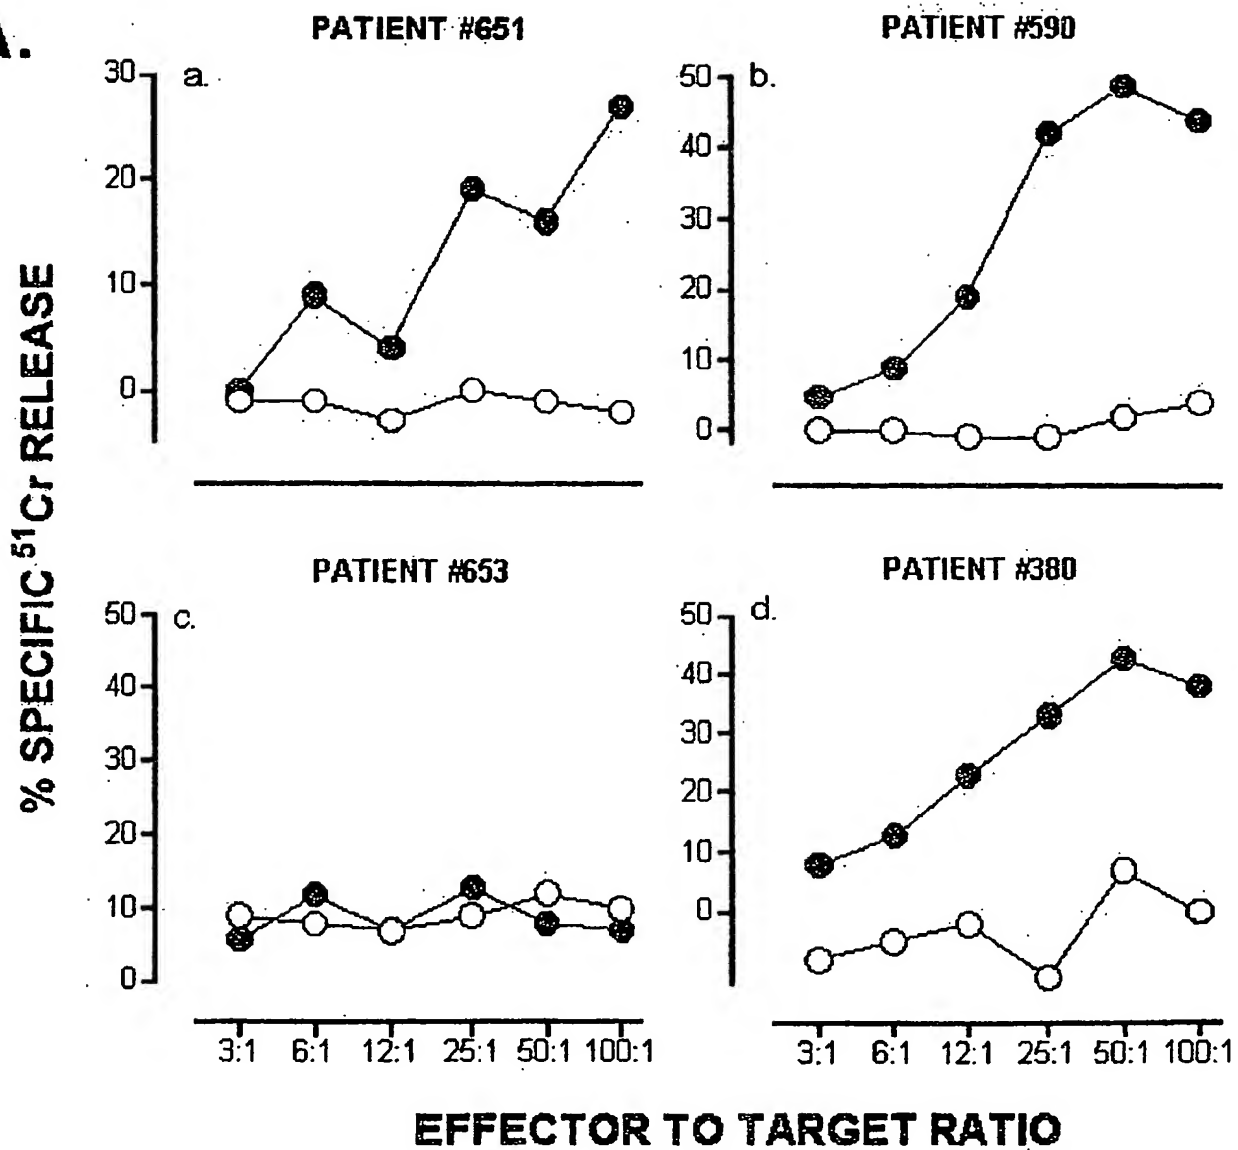 A.
PATIENT #651
PATIENT #590
30
a.
20
10
0
50
b.
40
30
20
10
0
% SPECIFIC ⁵¹Cr RELEASE
PATIENT #653
PATIENT #380
50
c.
40
30
20
10
0
50
d.
40
30
20
10
0
3:1 6:1 12:1 25:1 50:1 100:1
3:1 6:1 12:1 25:1 50:1 100:1
EFFECTOR TO TARGET RATIO